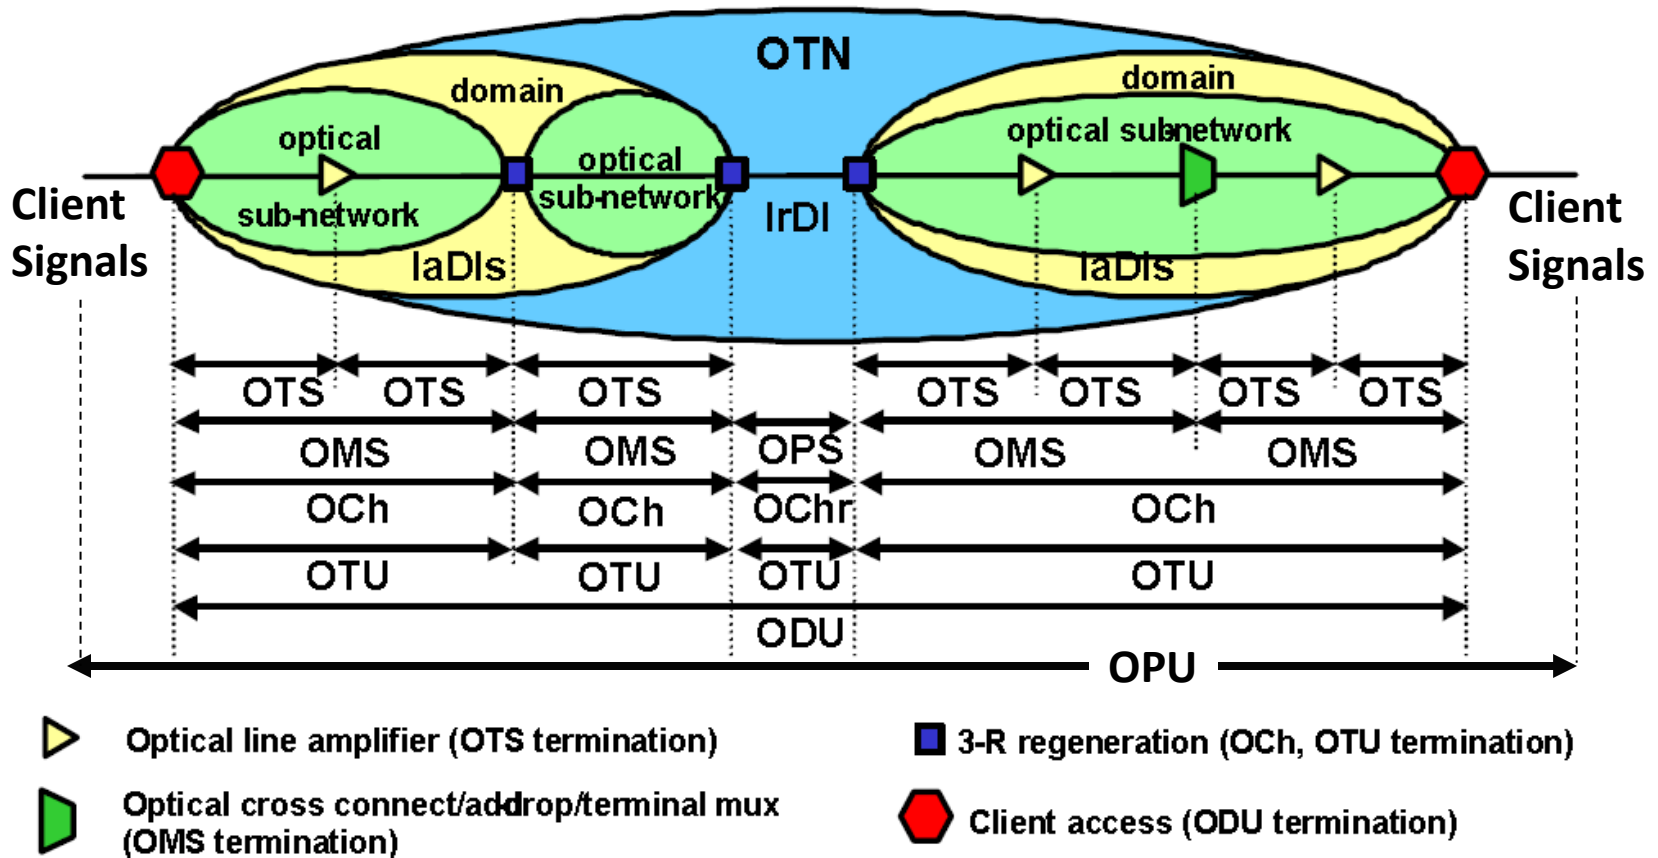 OTN
domain
domain
optical
optical subnetwork
optical
sub-network
sub-network
Client
Signals
IrDI
Client
Signals
IaDIs
IaDIs
OTS OTS OTS OTS OTS OTS OTS
OMS OMS OPS OMS OMS
OCh OCh OChr OCh
OTU OTU OTU OTU
ODU
OPU
Optical line amplifier (OTS termination)
3-R regeneration (OCh, OTU termination)
Optical cross connect/add-drop/terminal mux
(OMS termination)
Client access (ODU termination)